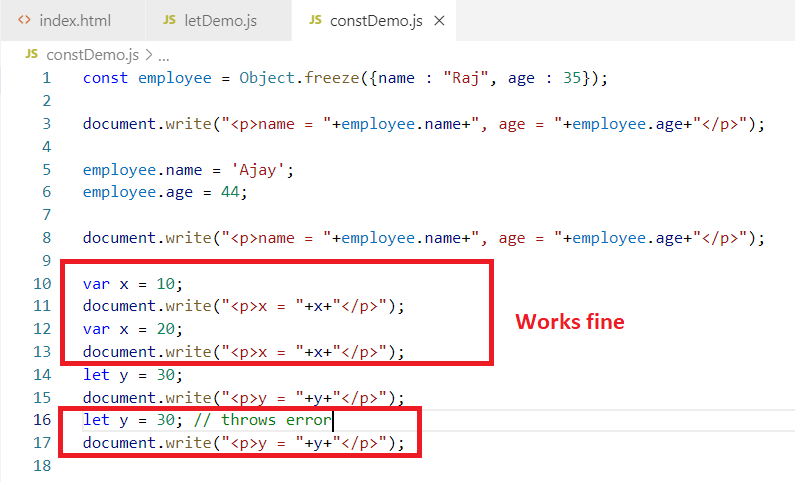 <> index.html JS letDemo.js JS constDemo.js ×
JS constDemo.js > ...
1 const employee = Object.freeze({name : "Raj", age : 35});
2
3 document.write("<p>name = "+employee.name+", age = "+employee.age+"</p>");
4
5 employee.name = 'Ajay';
6 employee.age = 44;
7
8 document.write("<p>name = "+employee.name+", age = "+employee.age+"</p>");
9
10 var x = 10;
11 document.write("<p>x = "+x+"</p>");
Works fine
12 var x = 20;
13 document.write("<p>x = "+x+"</p>");
14 let y = 30;
15 document.write("<p>y = "+y+"</p>");
16 let y = 30; // throws error
17 document.write("<p>y = "+y+"</p>");
18